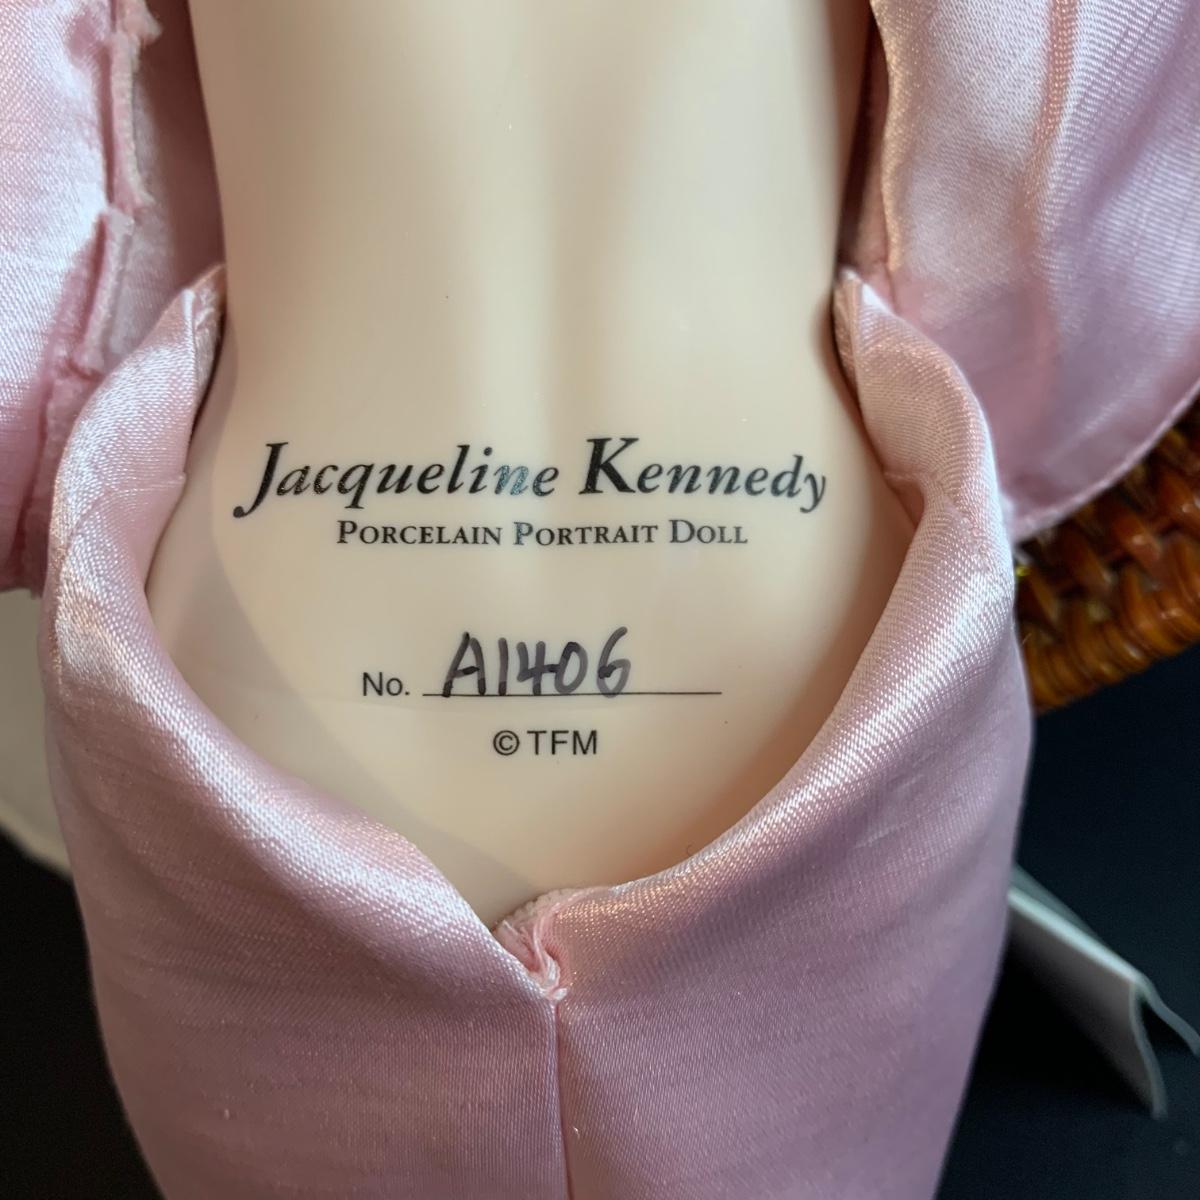 Jacqueline Kennedy
PORCELAIN PORTRAIT DOLL
No. A1406
© TFM